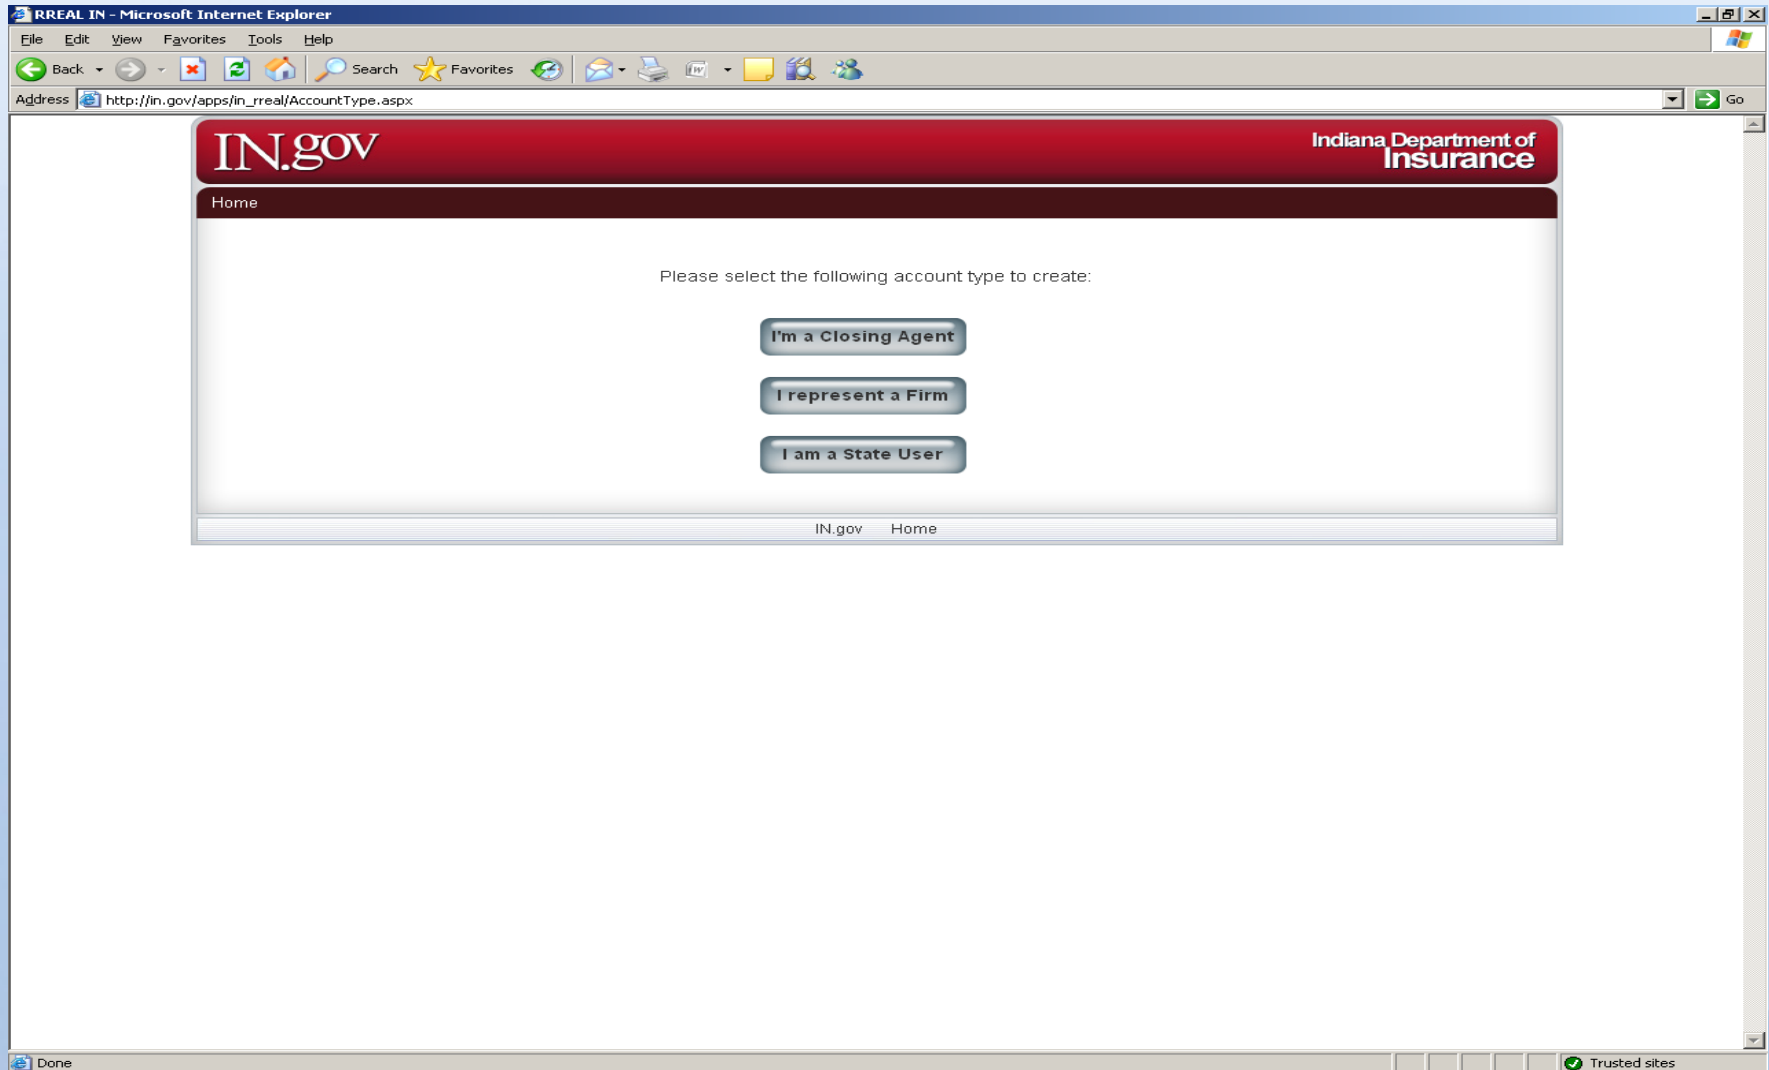 RREAL IN - Microsoft Internet Explorer
File Edit View Favorites Tools Help
Back Search Favorites
Address http://in.gov/apps/in_rreal/AccountType.aspx Go
IN.gov
Indiana Department of
Insurance
Home
Please select the following account type to create:
I'm a Closing Agent
I represent a Firm
I am a State User
IN.gov Home
Done Trusted sites